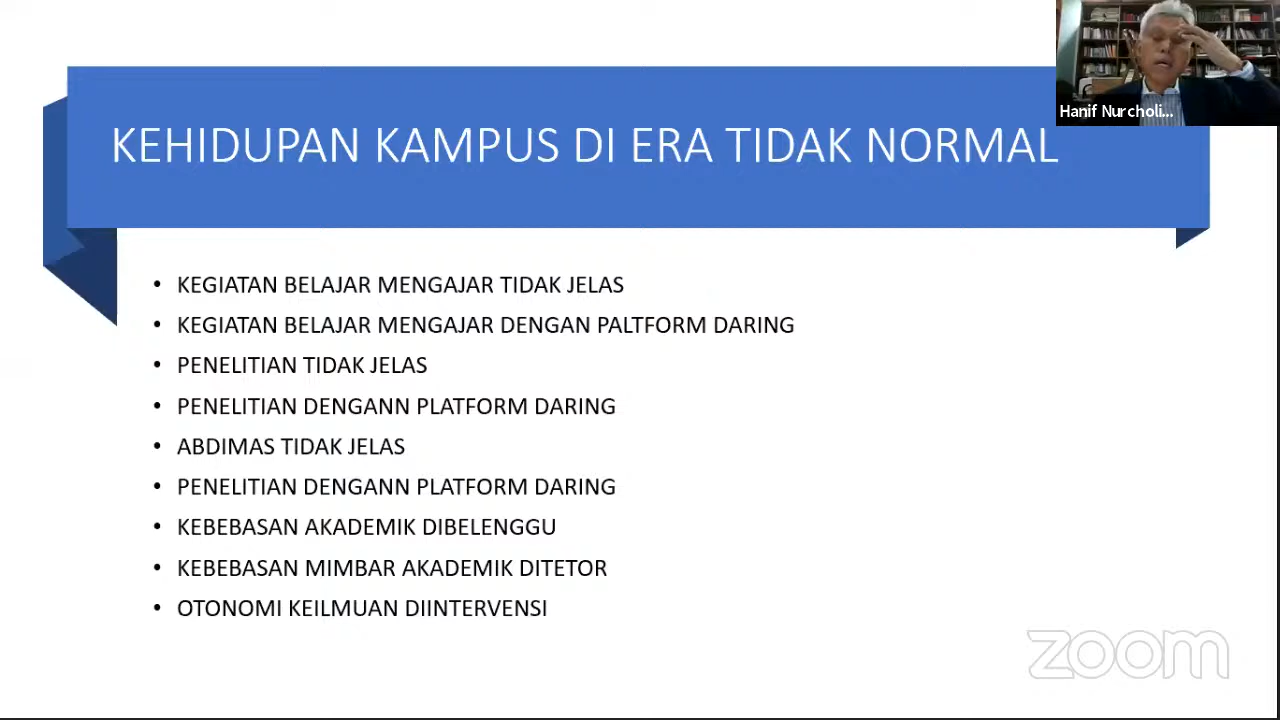 Hanif Nurcholi...
KEHIDUPAN KAMPUS DI ERA TIDAK NORMAL
• KEGIATAN BELAJAR MENGAJAR TIDAK JELAS
• KEGIATAN BELAJAR MENGAJAR DENGAN PALTFORM DARING
• PENELITIAN TIDAK JELAS
• PENELITIAN DENGANN PLATFORM DARING
• ABDIMAS TIDAK JELAS
• PENELITIAN DENGANN PLATFORM DARING
• KEBEBASAN AKADEMIK DIBELENGGU
• KEBEBASAN MIMBAR AKADEMIK DITETOR
• OTONOMI KEILMUAN DIINTERVENSI
zoom